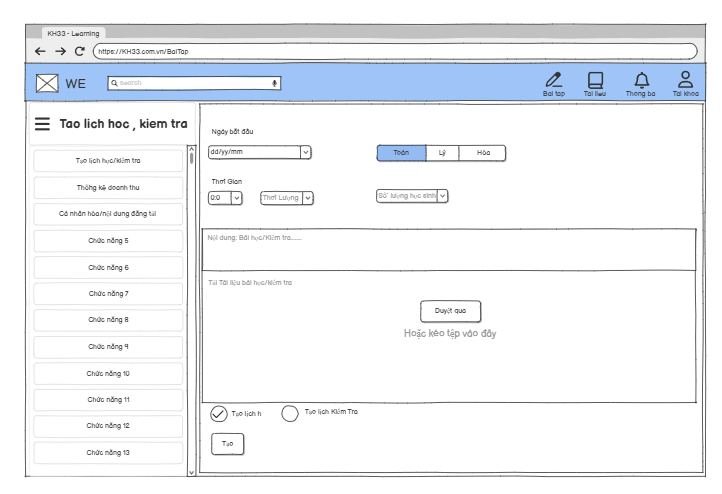 KH33 - Learning
https://KH33.com.vn/BaiTap
WE
search
Bai tap
Tai lieu
Thong ba
Tai khoa
Tao lich hoc , kiem tra
Tạo lịch học/kiểm tra
Thống kê doanh thu
Cá nhân hóa/nội dung đăng tải
Chức năng 5
Chức năng 6
Chức năng 7
Chức năng 8
Chức năng 9
Chức năng 10
Chức năng 11
Chức năng 12
Chức năng 13
Ngày bắt đầu
dd/yy/mm
Toán
Lý
Hóa
Thơi Gian
0:0
Thơi Lượng
Số lượng học sinh
Nội dung: Bài học/Kiểm tra......
Tải Tài liệu bài học/kiểm tra
Duyệt qua
Hoặc kéo tệp vào đây
Tạo lịch h
Tạo lịch Kiểm Tra
Tạo